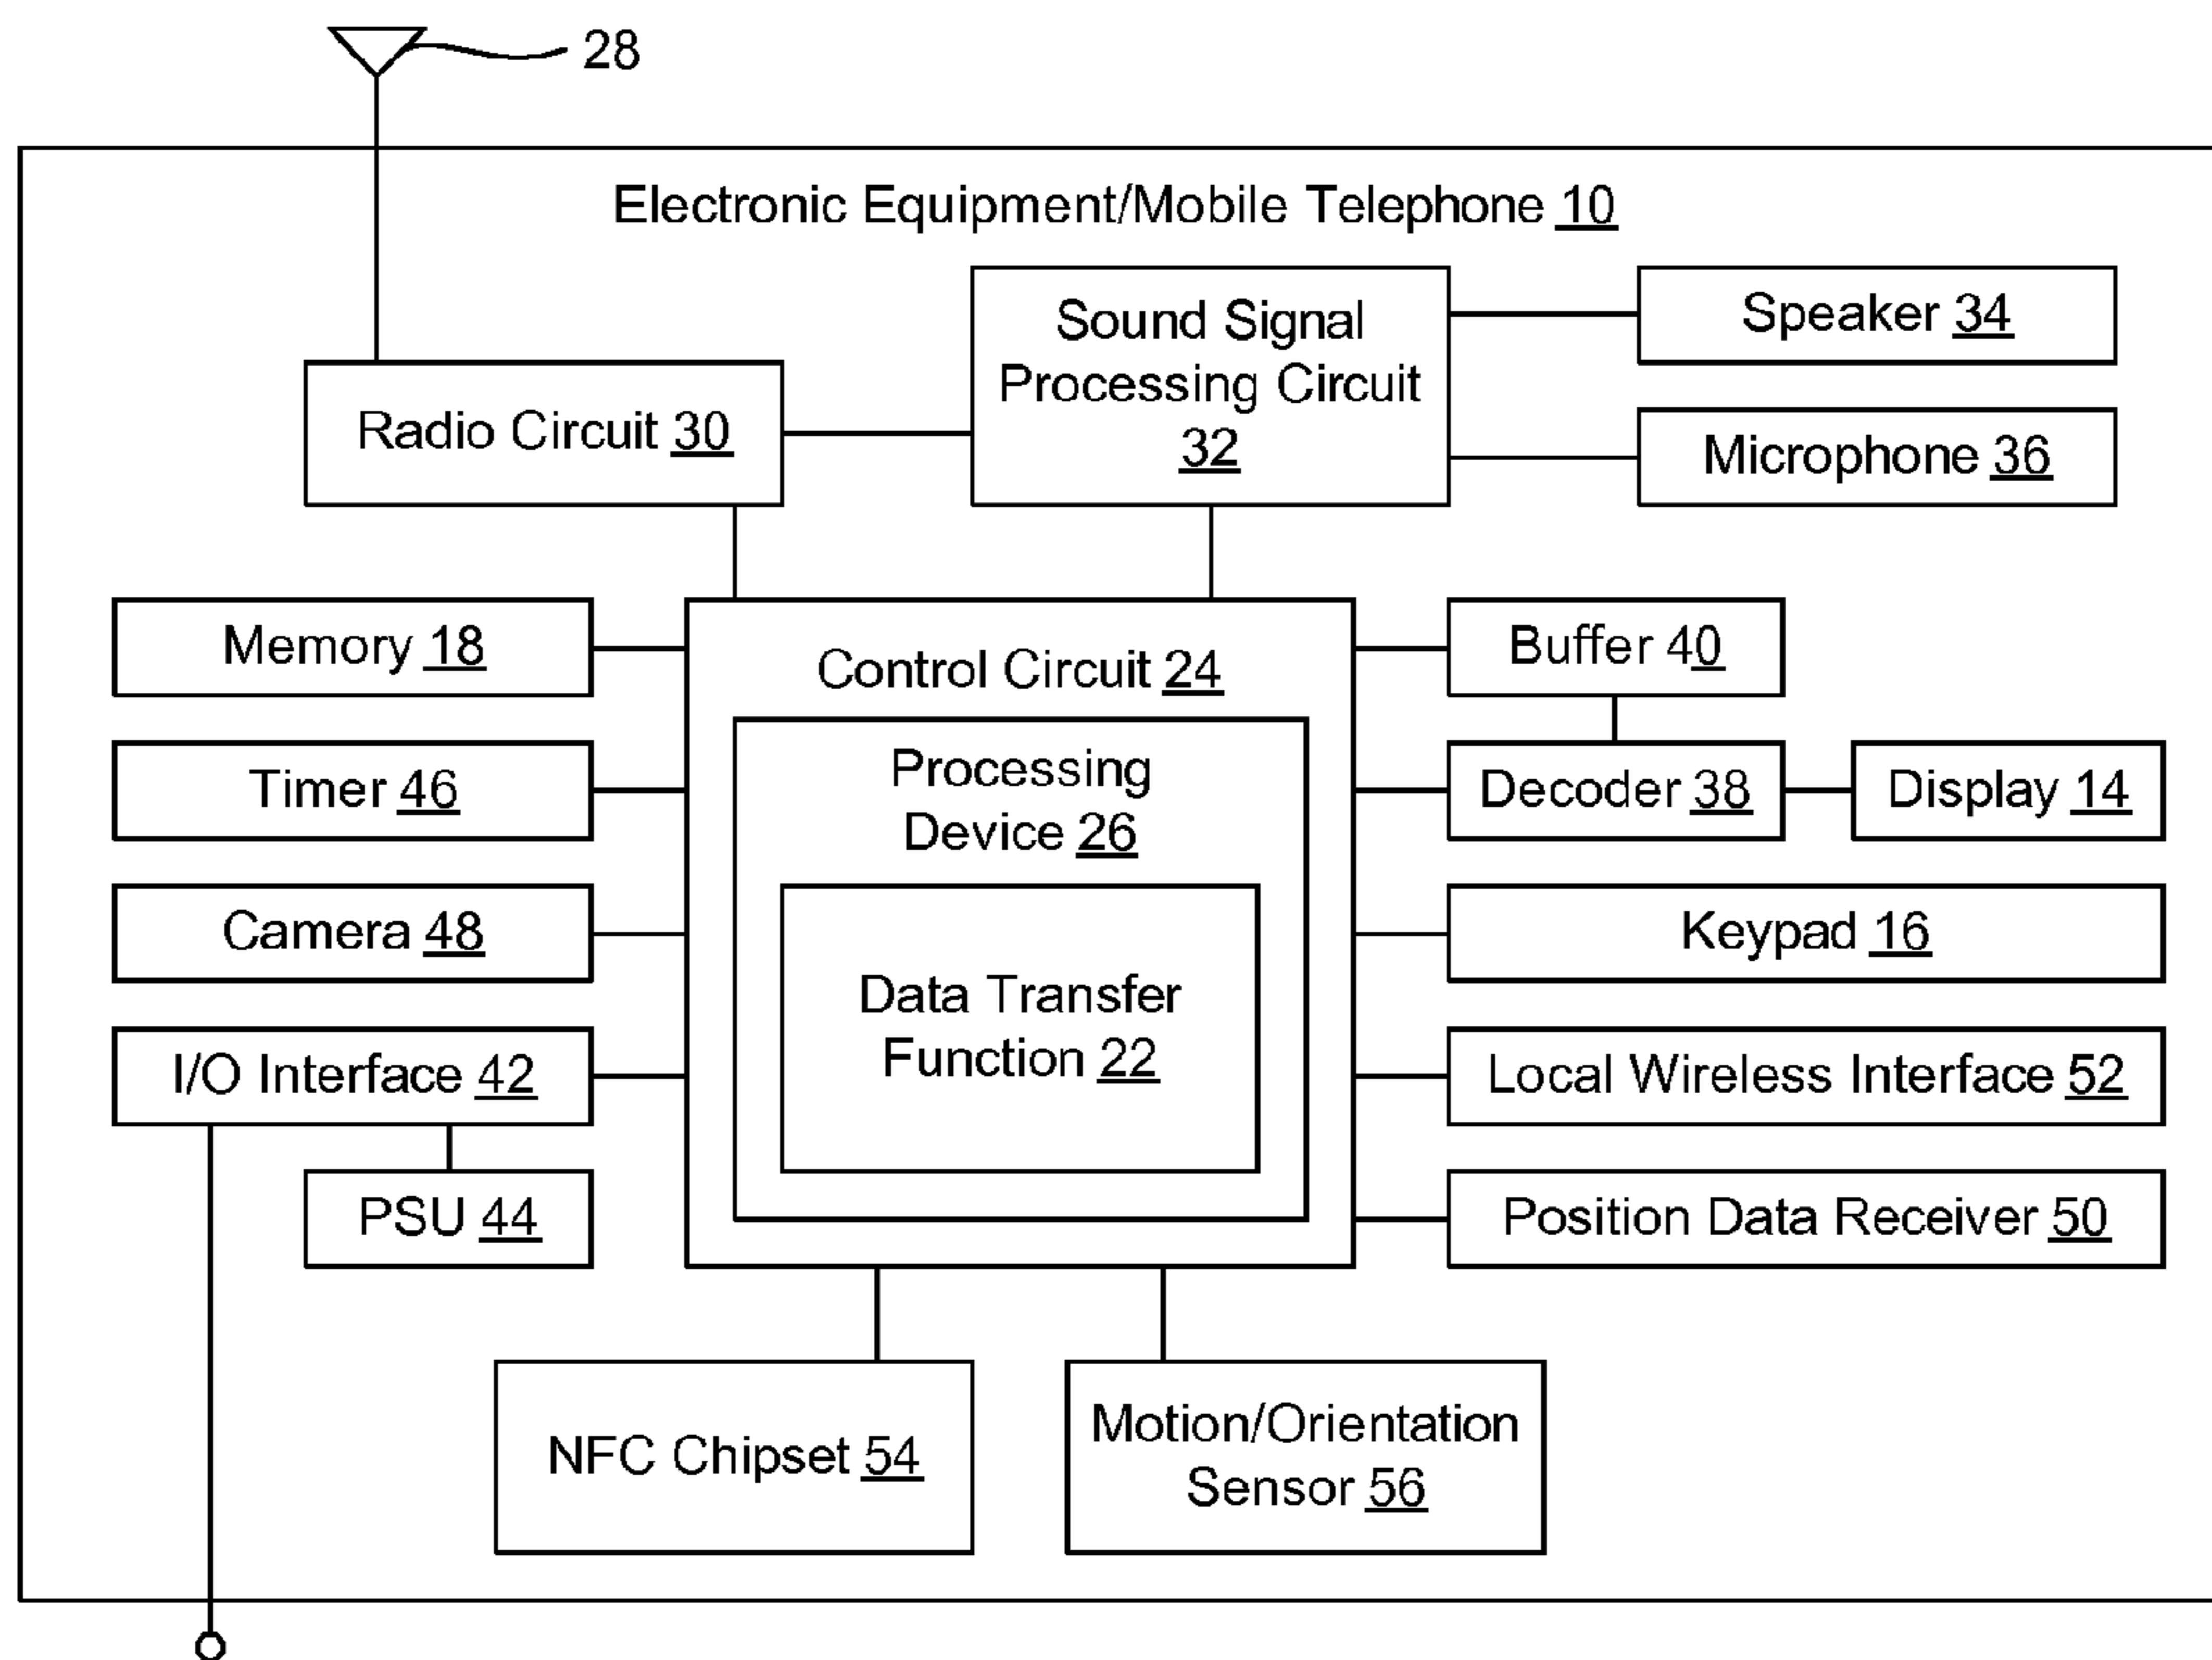 28
Electronic Equipment/Mobile Telephone 10
Sound Signal
Processing Circuit
32
Speaker 34
Radio Circuit 30
Microphone 36
Memory 18
Control Circuit 24
Buffer 40
Processing
Device 26
Timer 46
Decoder 38
Display 14
Camera 48
Keypad 16
Data Transfer
Function 22
I/O Interface 42
Local Wireless Interface 52
PSU 44
Position Data Receiver 50
NFC Chipset 54
Motion/Orientation
Sensor 56